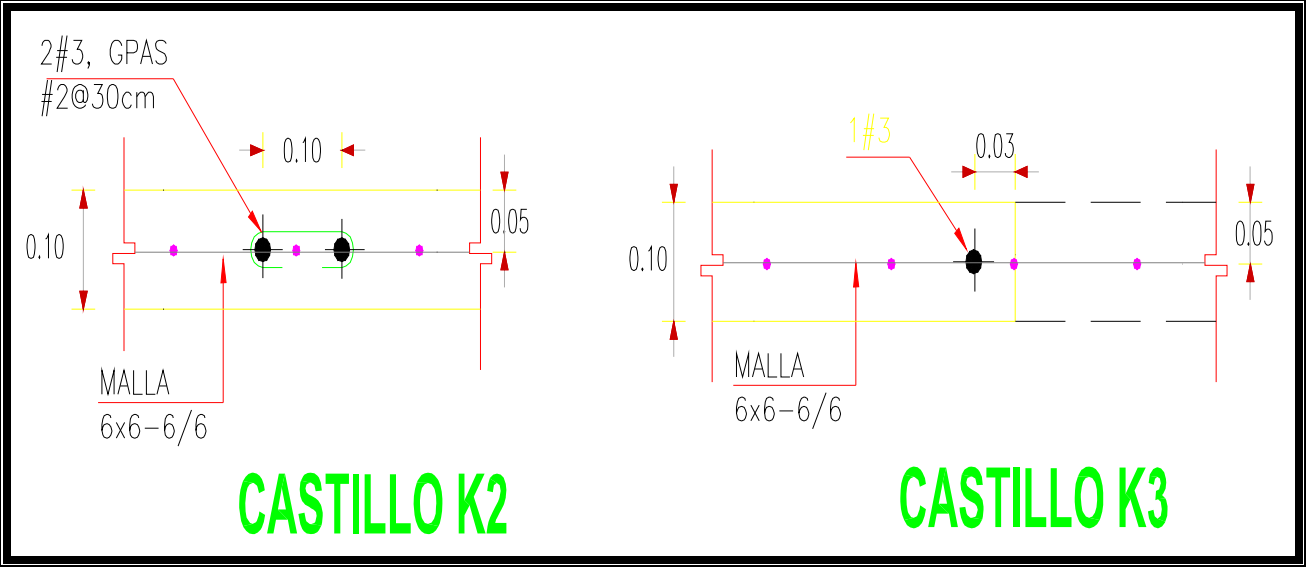 2#3, GPAS
#2@30cm
0.10
0.05
0.10
MALLA
6x6-6/6
CASTILLO K2
1#3
0.03
0.10
0.05
MALLA
6x6-6/6
CASTILLO K3